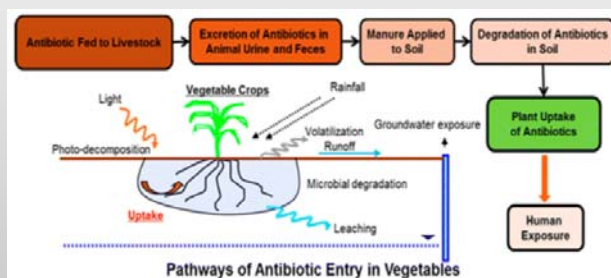 Antibiotic Fed to Livestock
Excretion of Antibiotics in
Animal Urine and Feces
Manure Applied
to Soil
Degradation of Antibiotics
in Soil
Light
Vegetable Crops
Rainfall
Volatilization
Groundwater exposure
Runoff
Photo-decomposition
Microbial degradation
Uptake
Leaching
Plant Uptake
of Antibiotics
Human
Exposure
Pathways of Antibiotic Entry in Vegetables